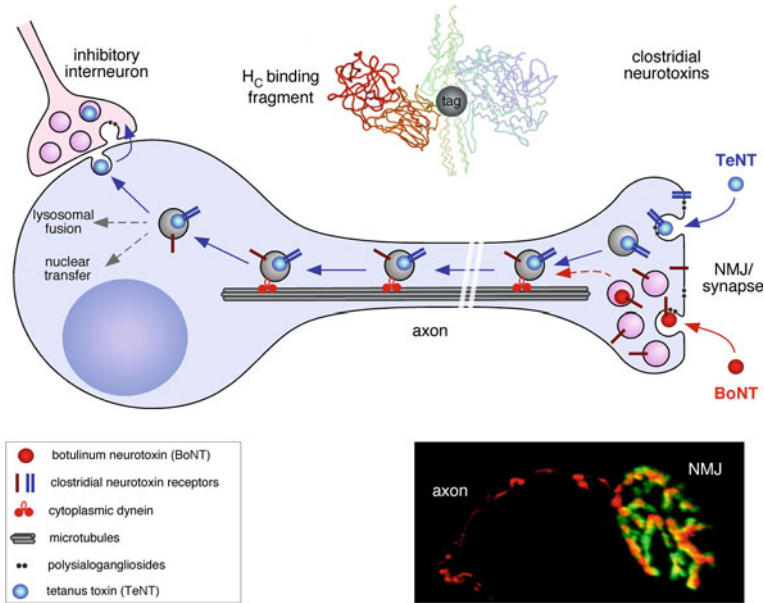 inhibitory
interneuron
H_C binding
fragment
tag
clostridial
neurotoxins
TeNT
lysosomal
fusion
nuclear
transfer
NMJ/
synapse
axon
BoNT
botulinum neurotoxin (BoNT)
clostridial neurotoxin receptors
cytoplasmic dynein
microtubules
polysialogangliosides
tetanus toxin (TeNT)
axon
NMJ